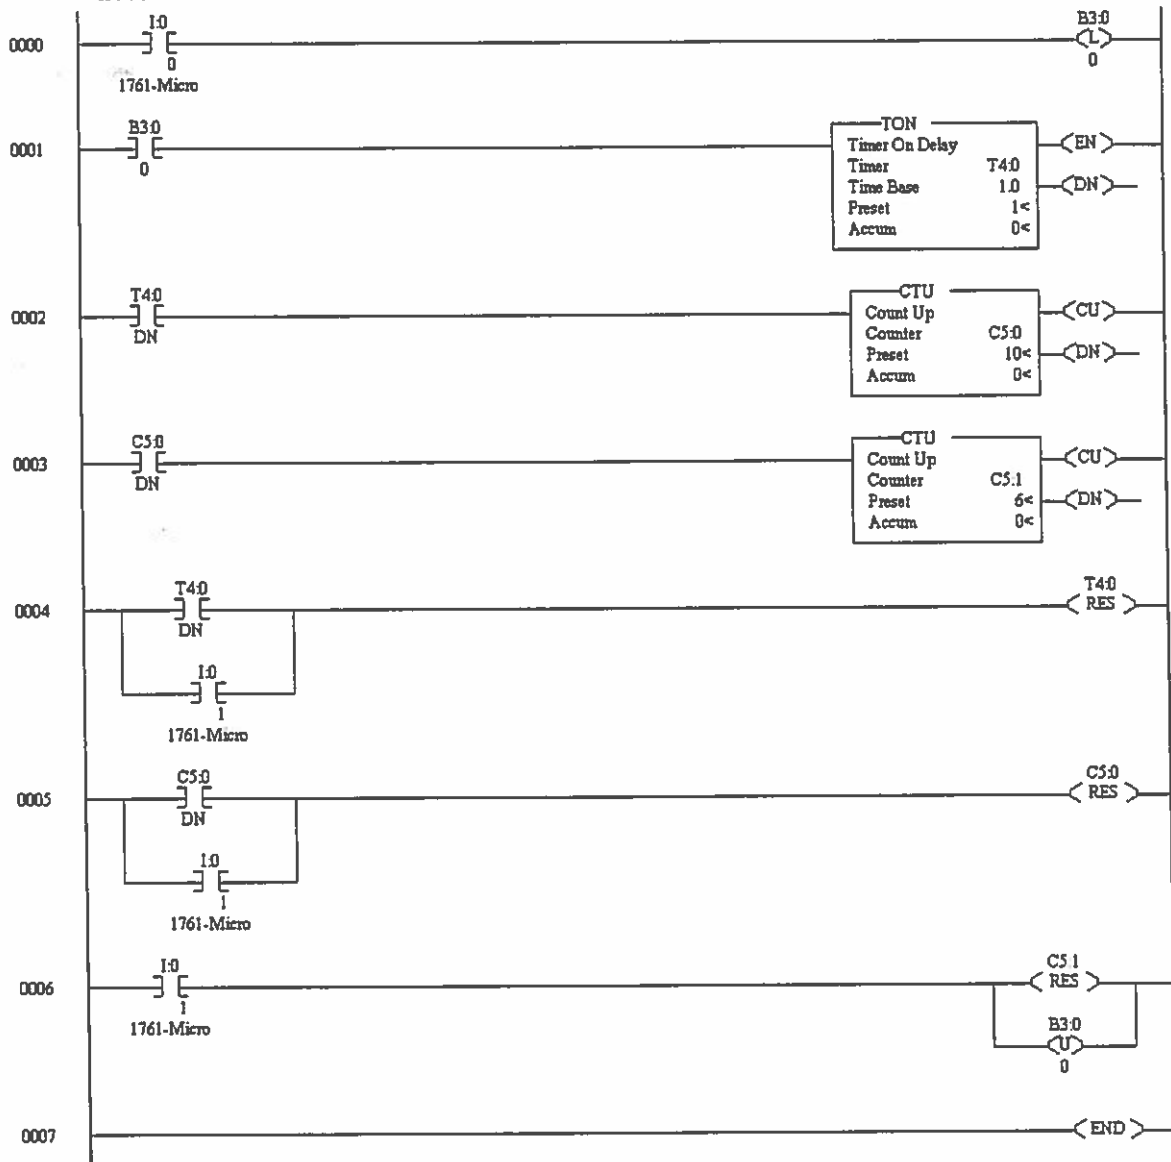 I:0
B3:0
0000
L
0
0
1761-Micro
B3:0
TON
0001
Timer On Delay
EN
0
Timer T4:0
Time Base 1.0
DN
Preset 1<
Accum 0<
T4:0
CTU
0002
Count Up
CU
DN
Counter C5:0
Preset 10<
DN
Accum 0<
C5:0
CTU
0003
Count Up
CU
DN
Counter C5:1
Preset 6<
DN
Accum 0<
T4:0
T4:0
0004
RES
DN
I:0
1
1761-Micro
C5:0
C5:0
0005
RES
DN
I:0
1
1761-Micro
I:0
C5:1
0006
RES
1
1761-Micro
B3:0
U
0
0007
END